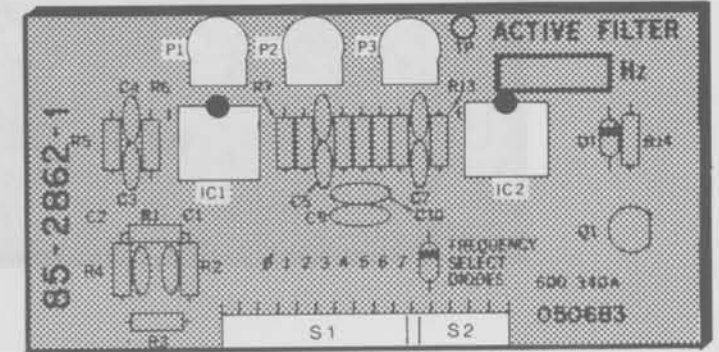 P1 P2 P3 TP ACTIVE FILTER
Hz
C4 R6 R7 R13
R5 D1 R14
C3 IC1 C5 C7 IC2
C9 C10
85-2862-1
C2 R1 C1 Q1
R4 R2
0 1 2 3 4 5 6 7 FREQUENCY
SELECT
DIODES
600 340A
R3 S1 S2 050683